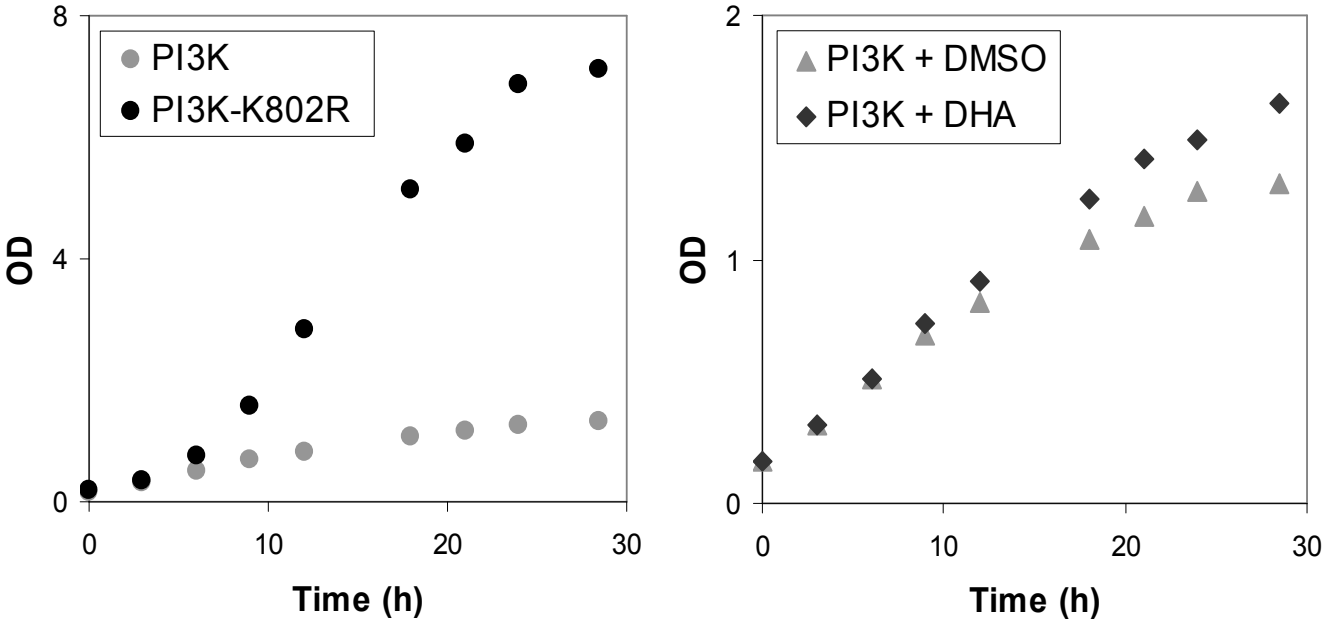 8
4
0
OD
PI3K
PI3K-K802R
0 10 20 30
Time (h)
2
1
0
OD
PI3K + DMSO
PI3K + DHA
0 10 20 30
Time (h)